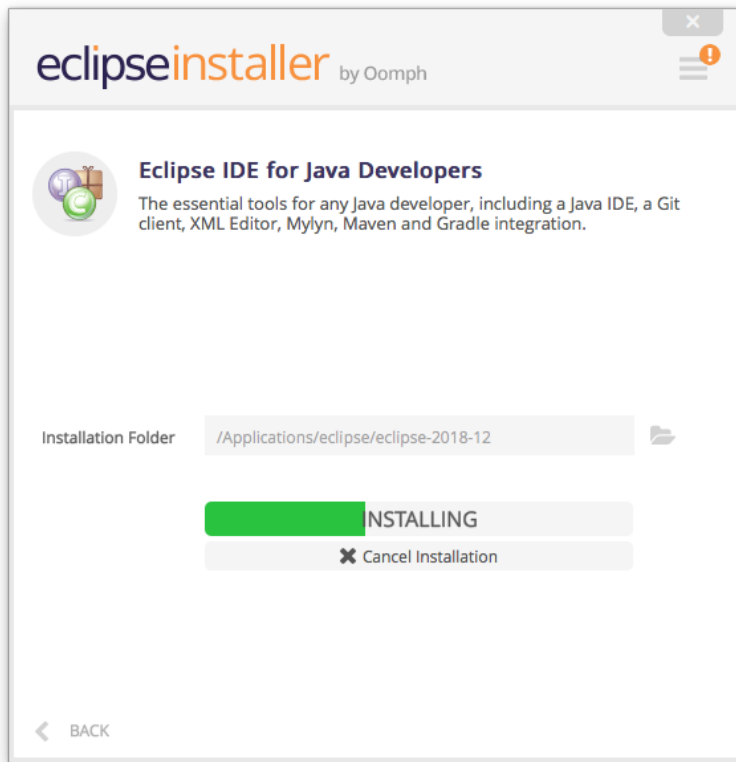 eclipseinstaller by Oomph
Eclipse IDE for Java Developers
The essential tools for any Java developer, including a Java IDE, a Git
client, XML Editor, Mylyn, Maven and Gradle integration.
Installation Folder /Applications/eclipse/eclipse-2018-12
INSTALLING
✖ Cancel Installation
BACK